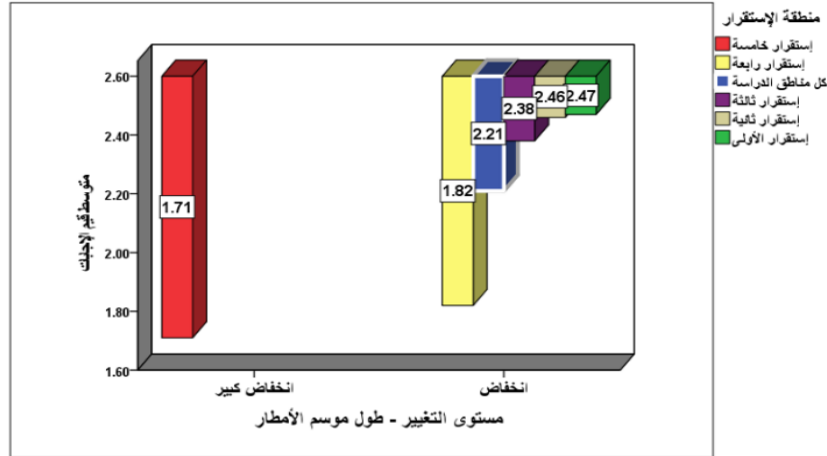 منطقة الإستقرار
إستقرار خامسة
إستقرار رابعة
كل مناطق الدراسة
إستقرار ثالثة
إستقرار ثانية
إستقرار الأولى
2.60
2.40
2.20
2.00
1.80
1.60
متوسط قيم الإجابات
1.71
1.82
2.21
2.38
2.46
2.47
انخفاض كبير
انخفاض
مستوى التغيير - طول موسم الأمطار